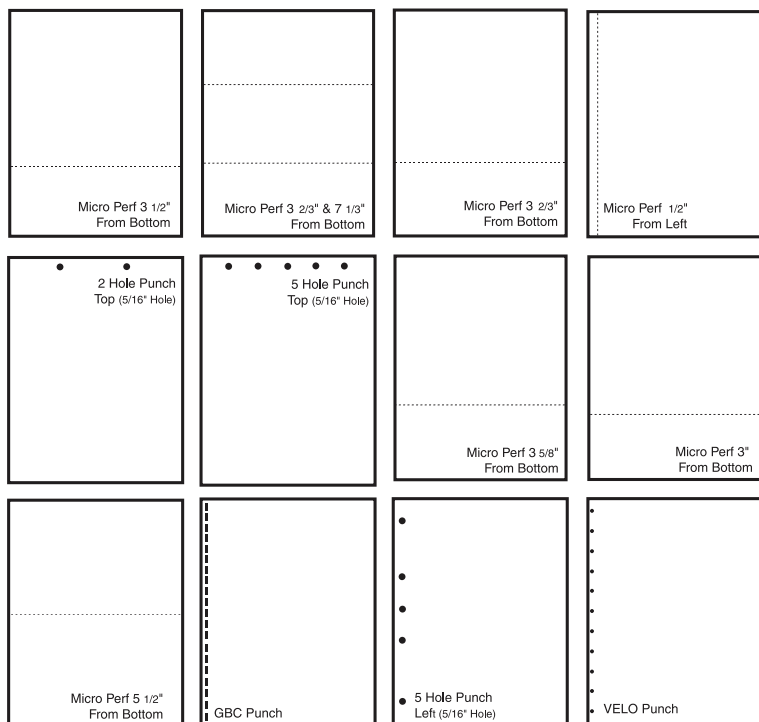 Micro Perf 3 1/2"
From Bottom
Micro Perf 3 2/3" & 7 1/3"
From Bottom
Micro Perf 3 2/3"
From Bottom
Micro Perf 1/2"
From Left
2 Hole Punch
Top (5/16" Hole)
5 Hole Punch
Top (5/16" Hole)
Micro Perf 3 5/8"
From Bottom
Micro Perf 3"
From Bottom
Micro Perf 5 1/2"
From Bottom
GBC Punch
5 Hole Punch
Left (5/16" Hole)
VELO Punch